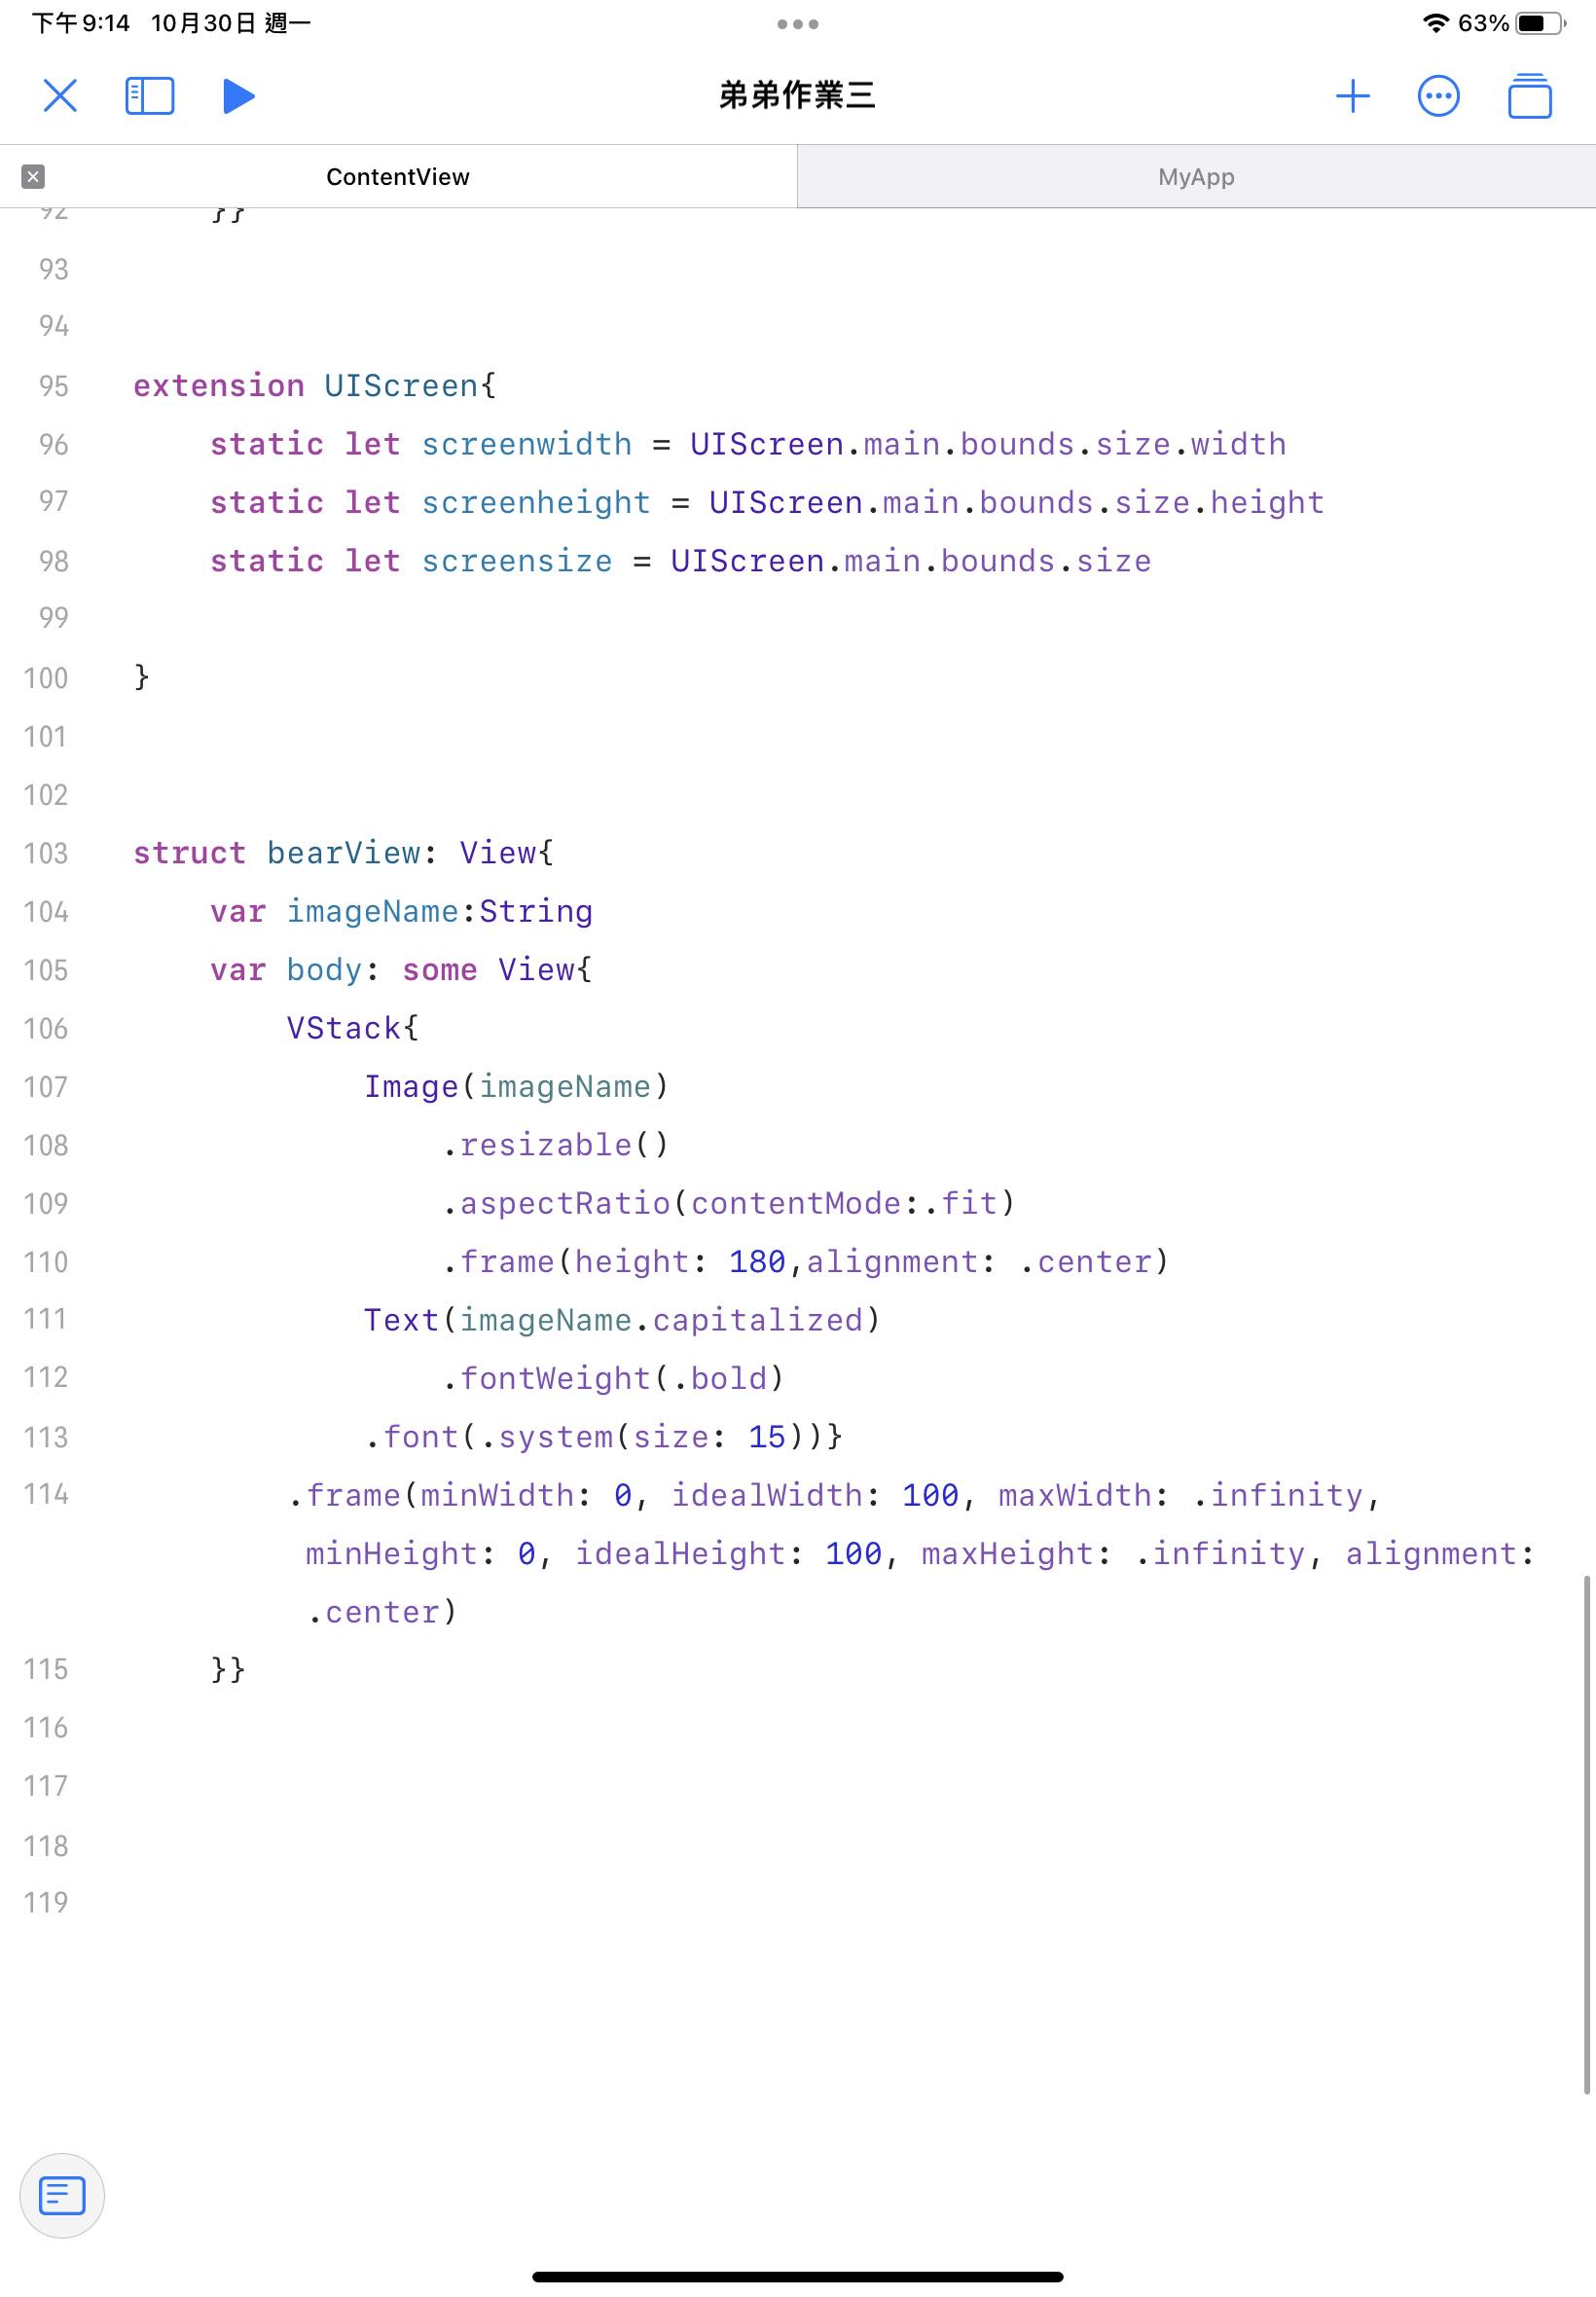 下午9:14 10月30日 週一
63%
弟弟作業三
ContentView
MyApp
92 }}
93
94
95 extension UIScreen{
96 static let screenwidth = UIScreen.main.bounds.size.width
97 static let screenheight = UIScreen.main.bounds.size.height
98 static let screensize = UIScreen.main.bounds.size
99
100 }
101
102
103 struct bearView: View{
104 var imageName:String
105 var body: some View{
106 VStack{
107 Image(imageName)
108 .resizable()
109 .aspectRatio(contentMode:.fit)
110 .frame(height: 180,alignment: .center)
111 Text(imageName.capitalized)
112 .fontWeight(.bold)
113 .font(.system(size: 15))}
114 .frame(minWidth: 0, idealWidth: 100, maxWidth: .infinity,
minHeight: 0, idealHeight: 100, maxHeight: .infinity, alignment:
.center)
115 }}
116
117
118
119